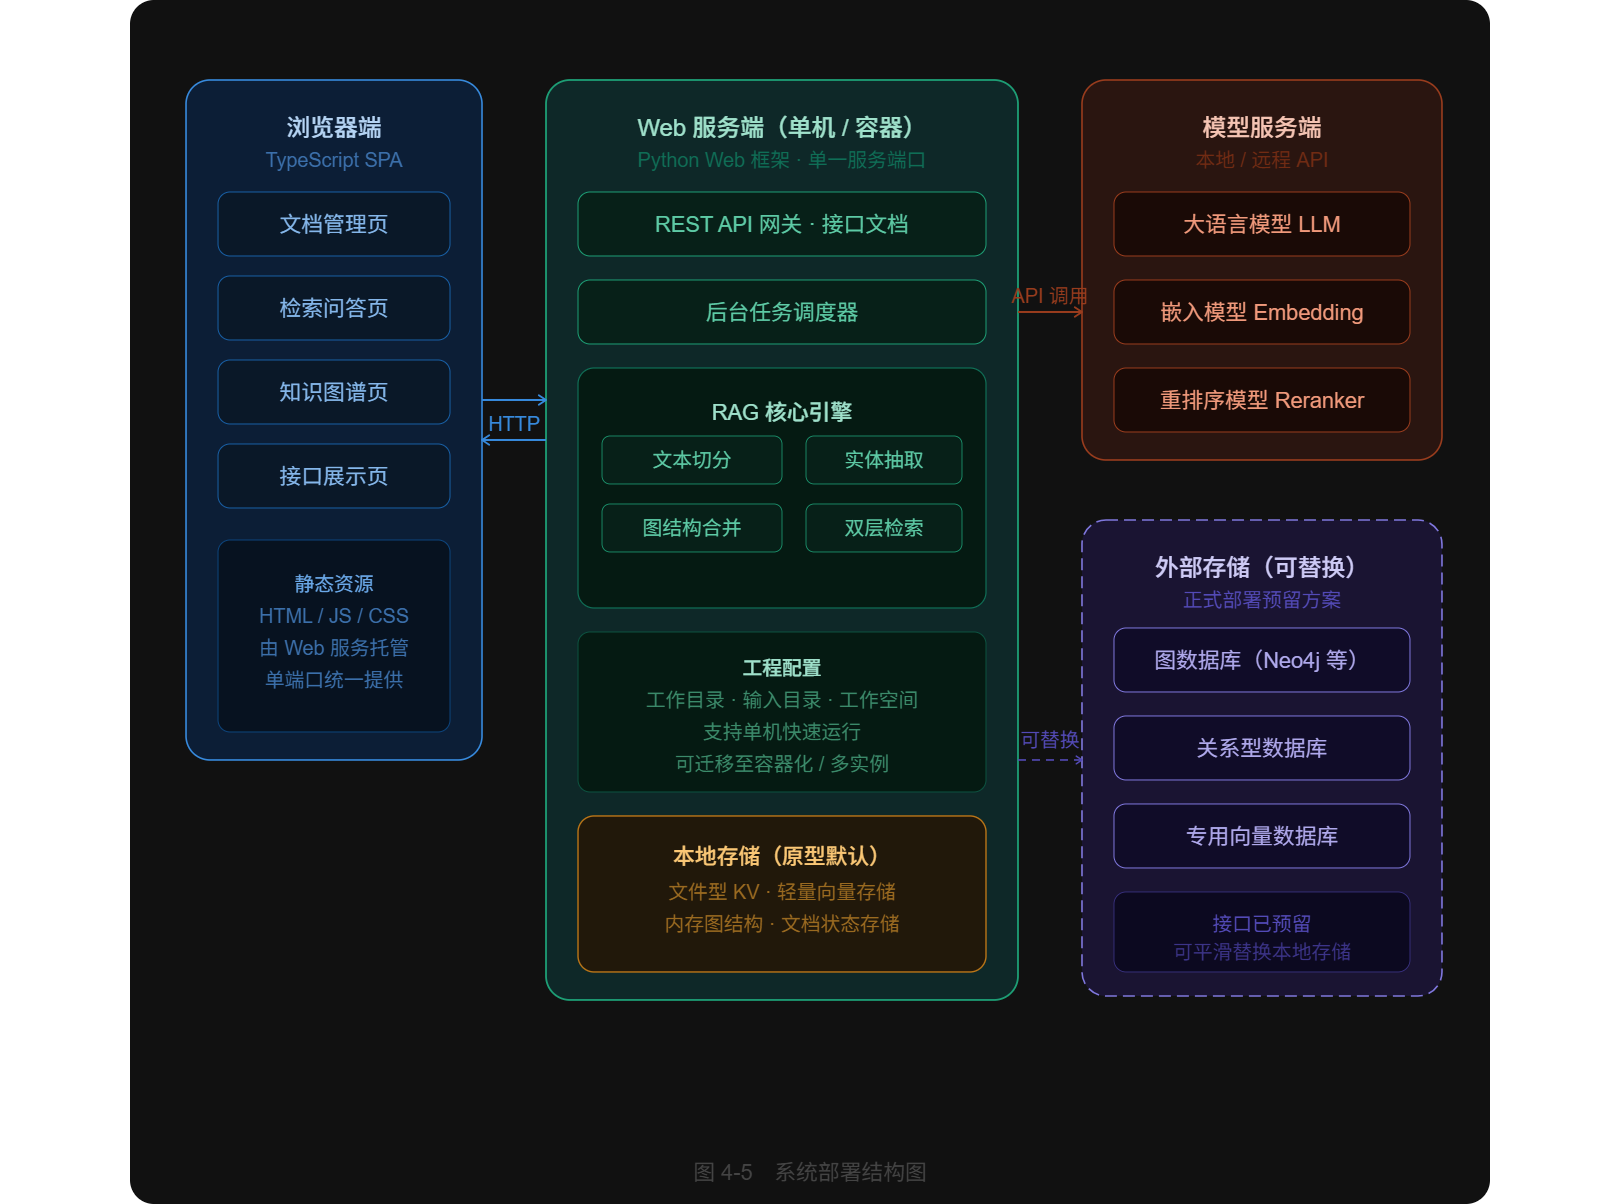 浏览器端
TypeScript SPA
文档管理页
检索问答页
知识图谱页
接口展示页
静态资源
HTML / JS / CSS
由 Web 服务托管
单端口统一提供
HTTP
Web 服务端（单机 / 容器）
Python Web 框架 · 单一服务端口
REST API 网关 · 接口文档
后台任务调度器
RAG 核心引擎
文本切分
实体抽取
图结构合并
双层检索
工程配置
工作目录 · 输入目录 · 工作空间
支持单机快速运行
可迁移至容器化 / 多实例
本地存储（原型默认）
文件型 KV · 轻量向量存储
内存图结构 · 文档状态存储
API 调用
可替换
模型服务端
本地 / 远程 API
大语言模型 LLM
嵌入模型 Embedding
重排序模型 Reranker
外部存储（可替换）
正式部署预留方案
图数据库（Neo4j 等）
关系型数据库
专用向量数据库
接口已预留
可平滑替换本地存储
图 4-5　系统部署结构图